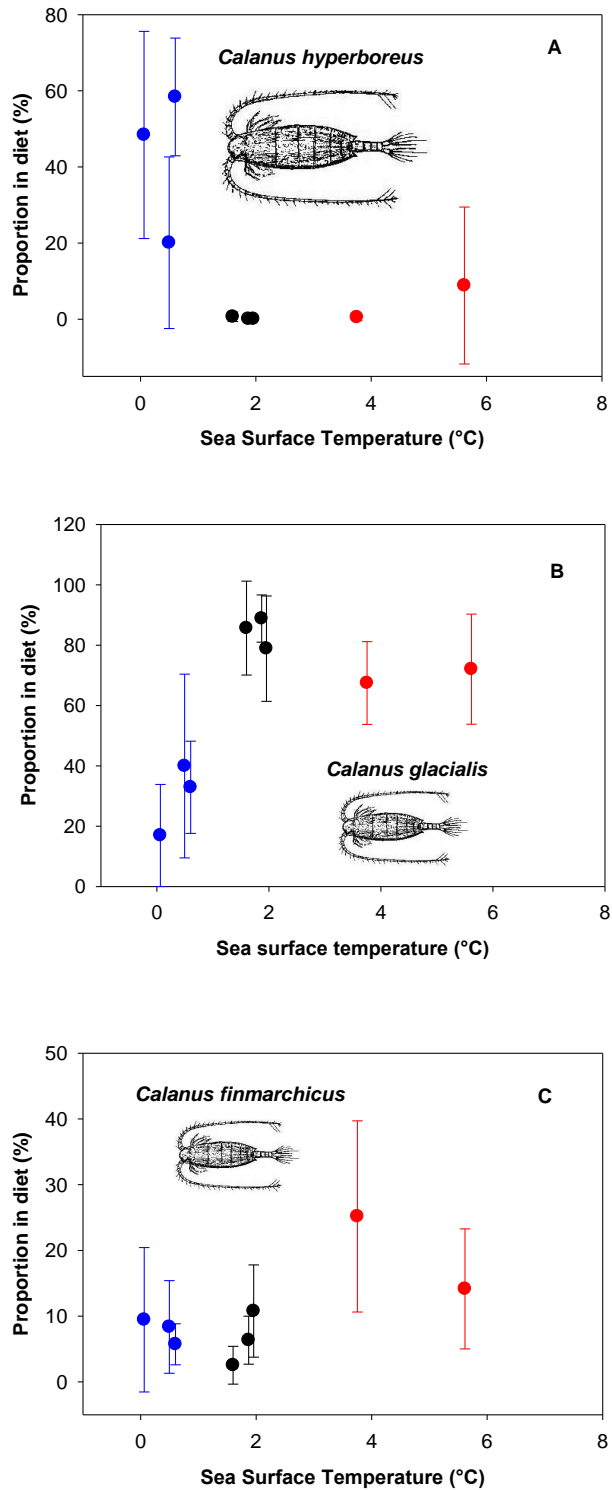 80
A
Calanus hyperboreus
60
40
20
0
Proportion in diet (%)
0 2 4 6 8
Sea Surface Temperature (°C)
120
B
100
80
60
40
20
0
Proportion in diet (%)
Calanus glacialis
0 2 4 6 8
Sea surface temperature (°C)
50
Calanus finmarchicus
C
40
30
20
10
0
Proportion in diet (%)
0 2 4 6 8
Sea Surface Temperature (°C)